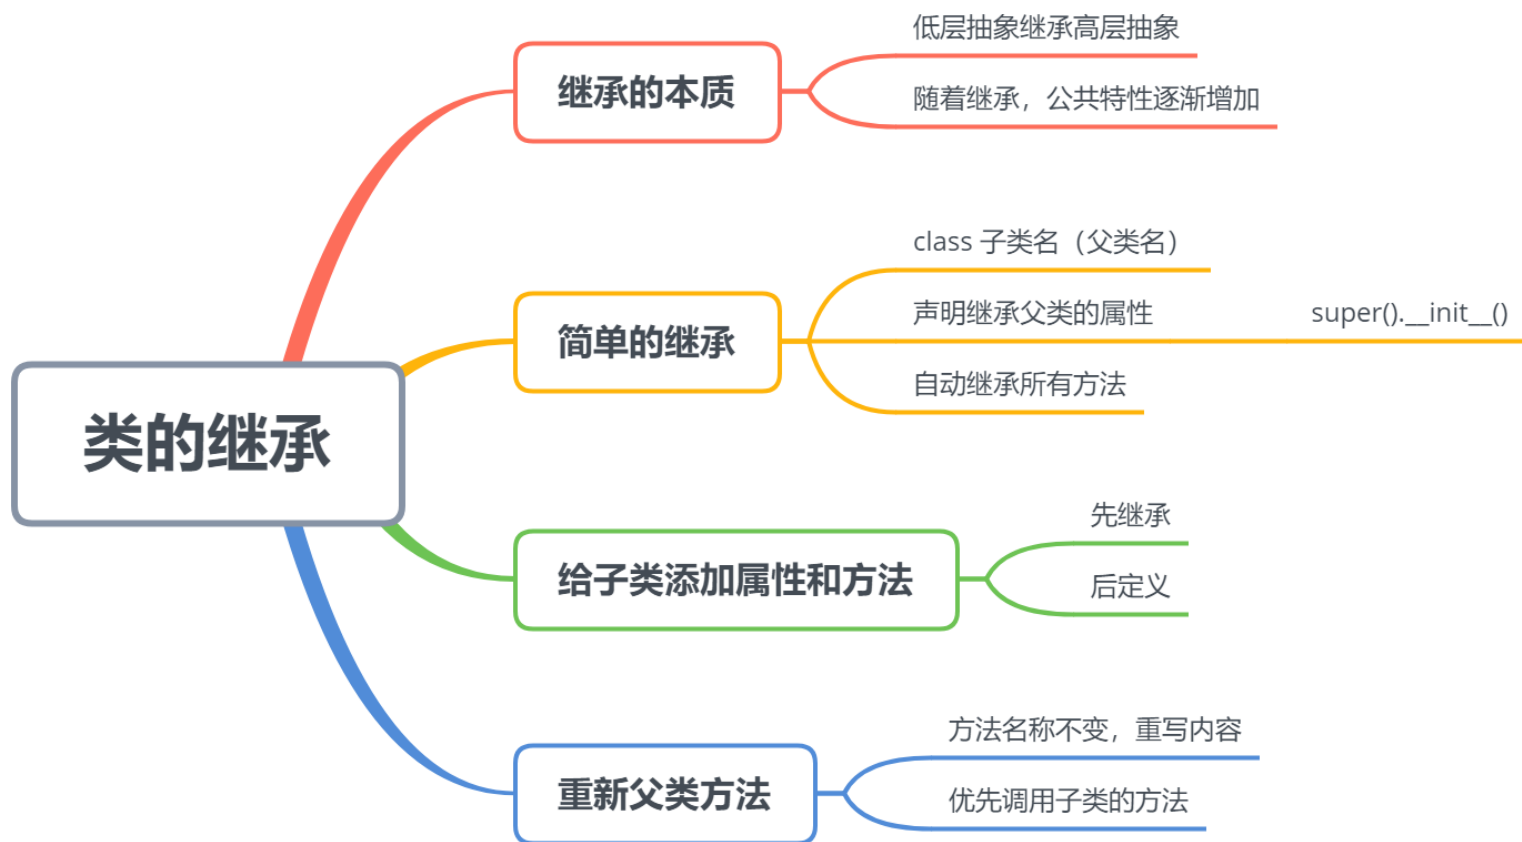 类的继承
继承的本质
低层抽象继承高层抽象
随着继承，公共特性逐渐增加
简单的继承
class 子类名（父类名）
声明继承父类的属性
super().__init__()
自动继承所有方法
给子类添加属性和方法
先继承
后定义
重新父类方法
方法名称不变，重写内容
优先调用子类的方法